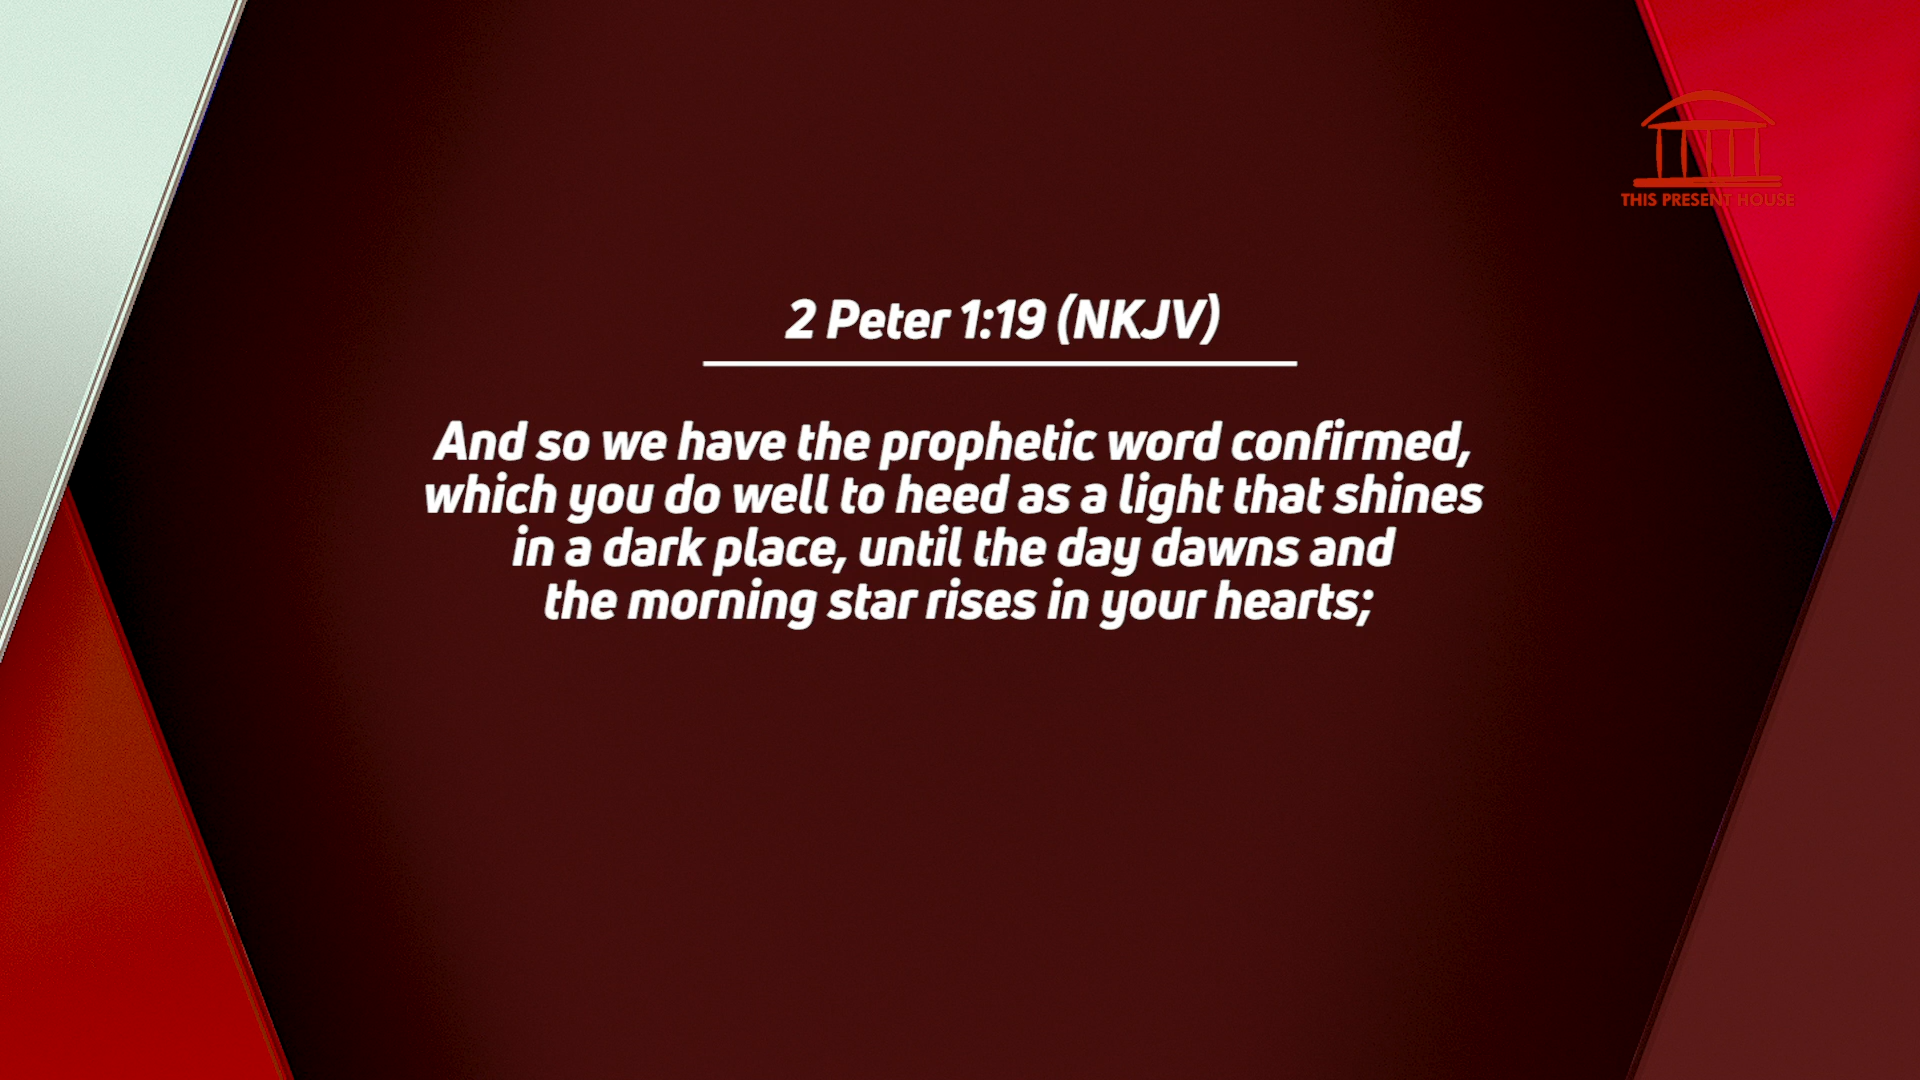 THIS PRESENT HOUSE
2 Peter 1:19 (NKJV)
And so we have the prophetic word confirmed,
which you do well to heed as a light that shines
in a dark place, until the day dawns and
the morning star rises in your hearts;